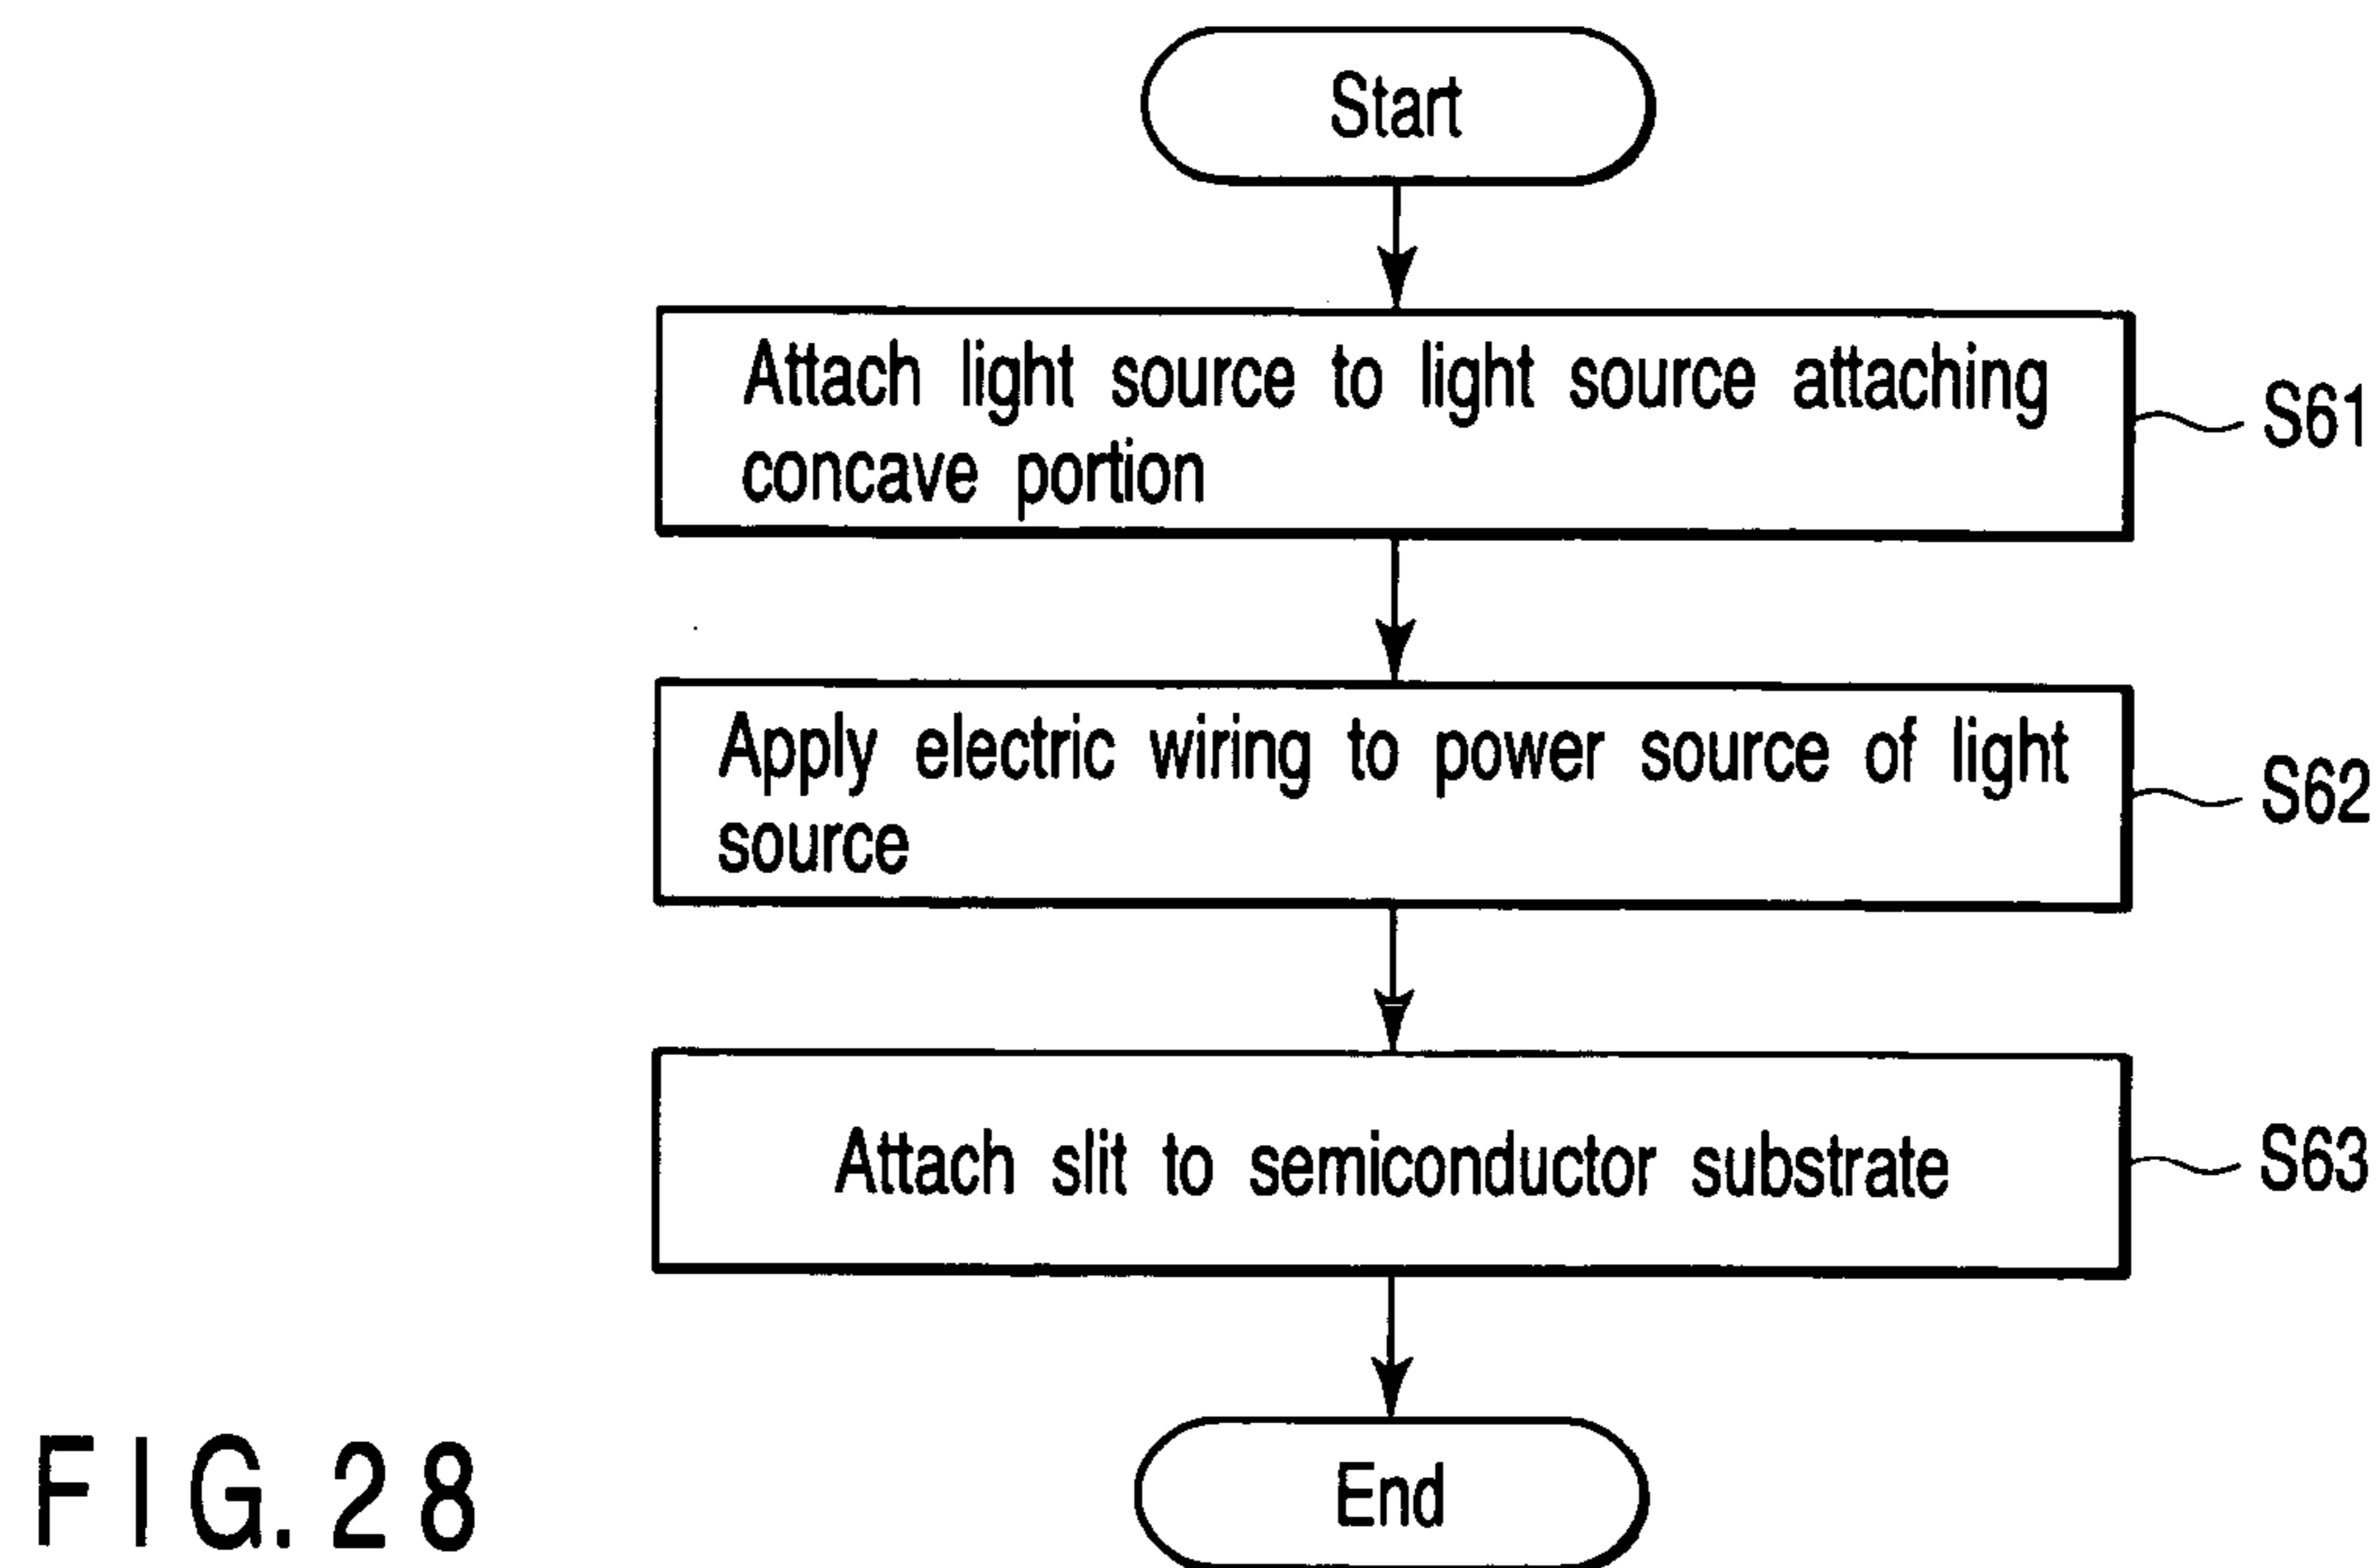 Start
Attach light source to light source attaching
concave portion
S61
Apply electric wiring to power source of light
source
S62
Attach slit to semiconductor substrate
S63
End
FIG. 28